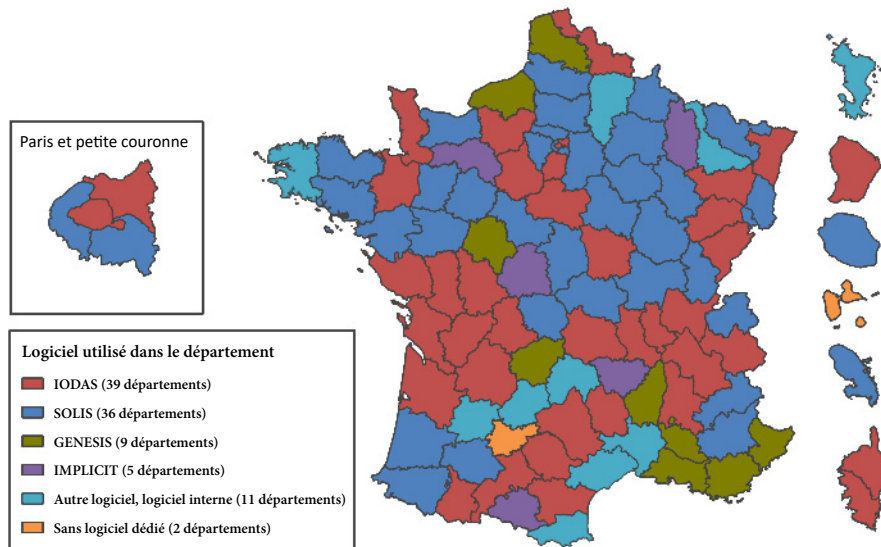 Paris et petite couronne
Logiciel utilisé dans le département
IODAS (39 départements)
SOLIS (36 départements)
GENESIS (9 départements)
IMPLICIT (5 départements)
Autre logiciel, logiciel interne (11 départements)
Sans logiciel dédié (2 départements)